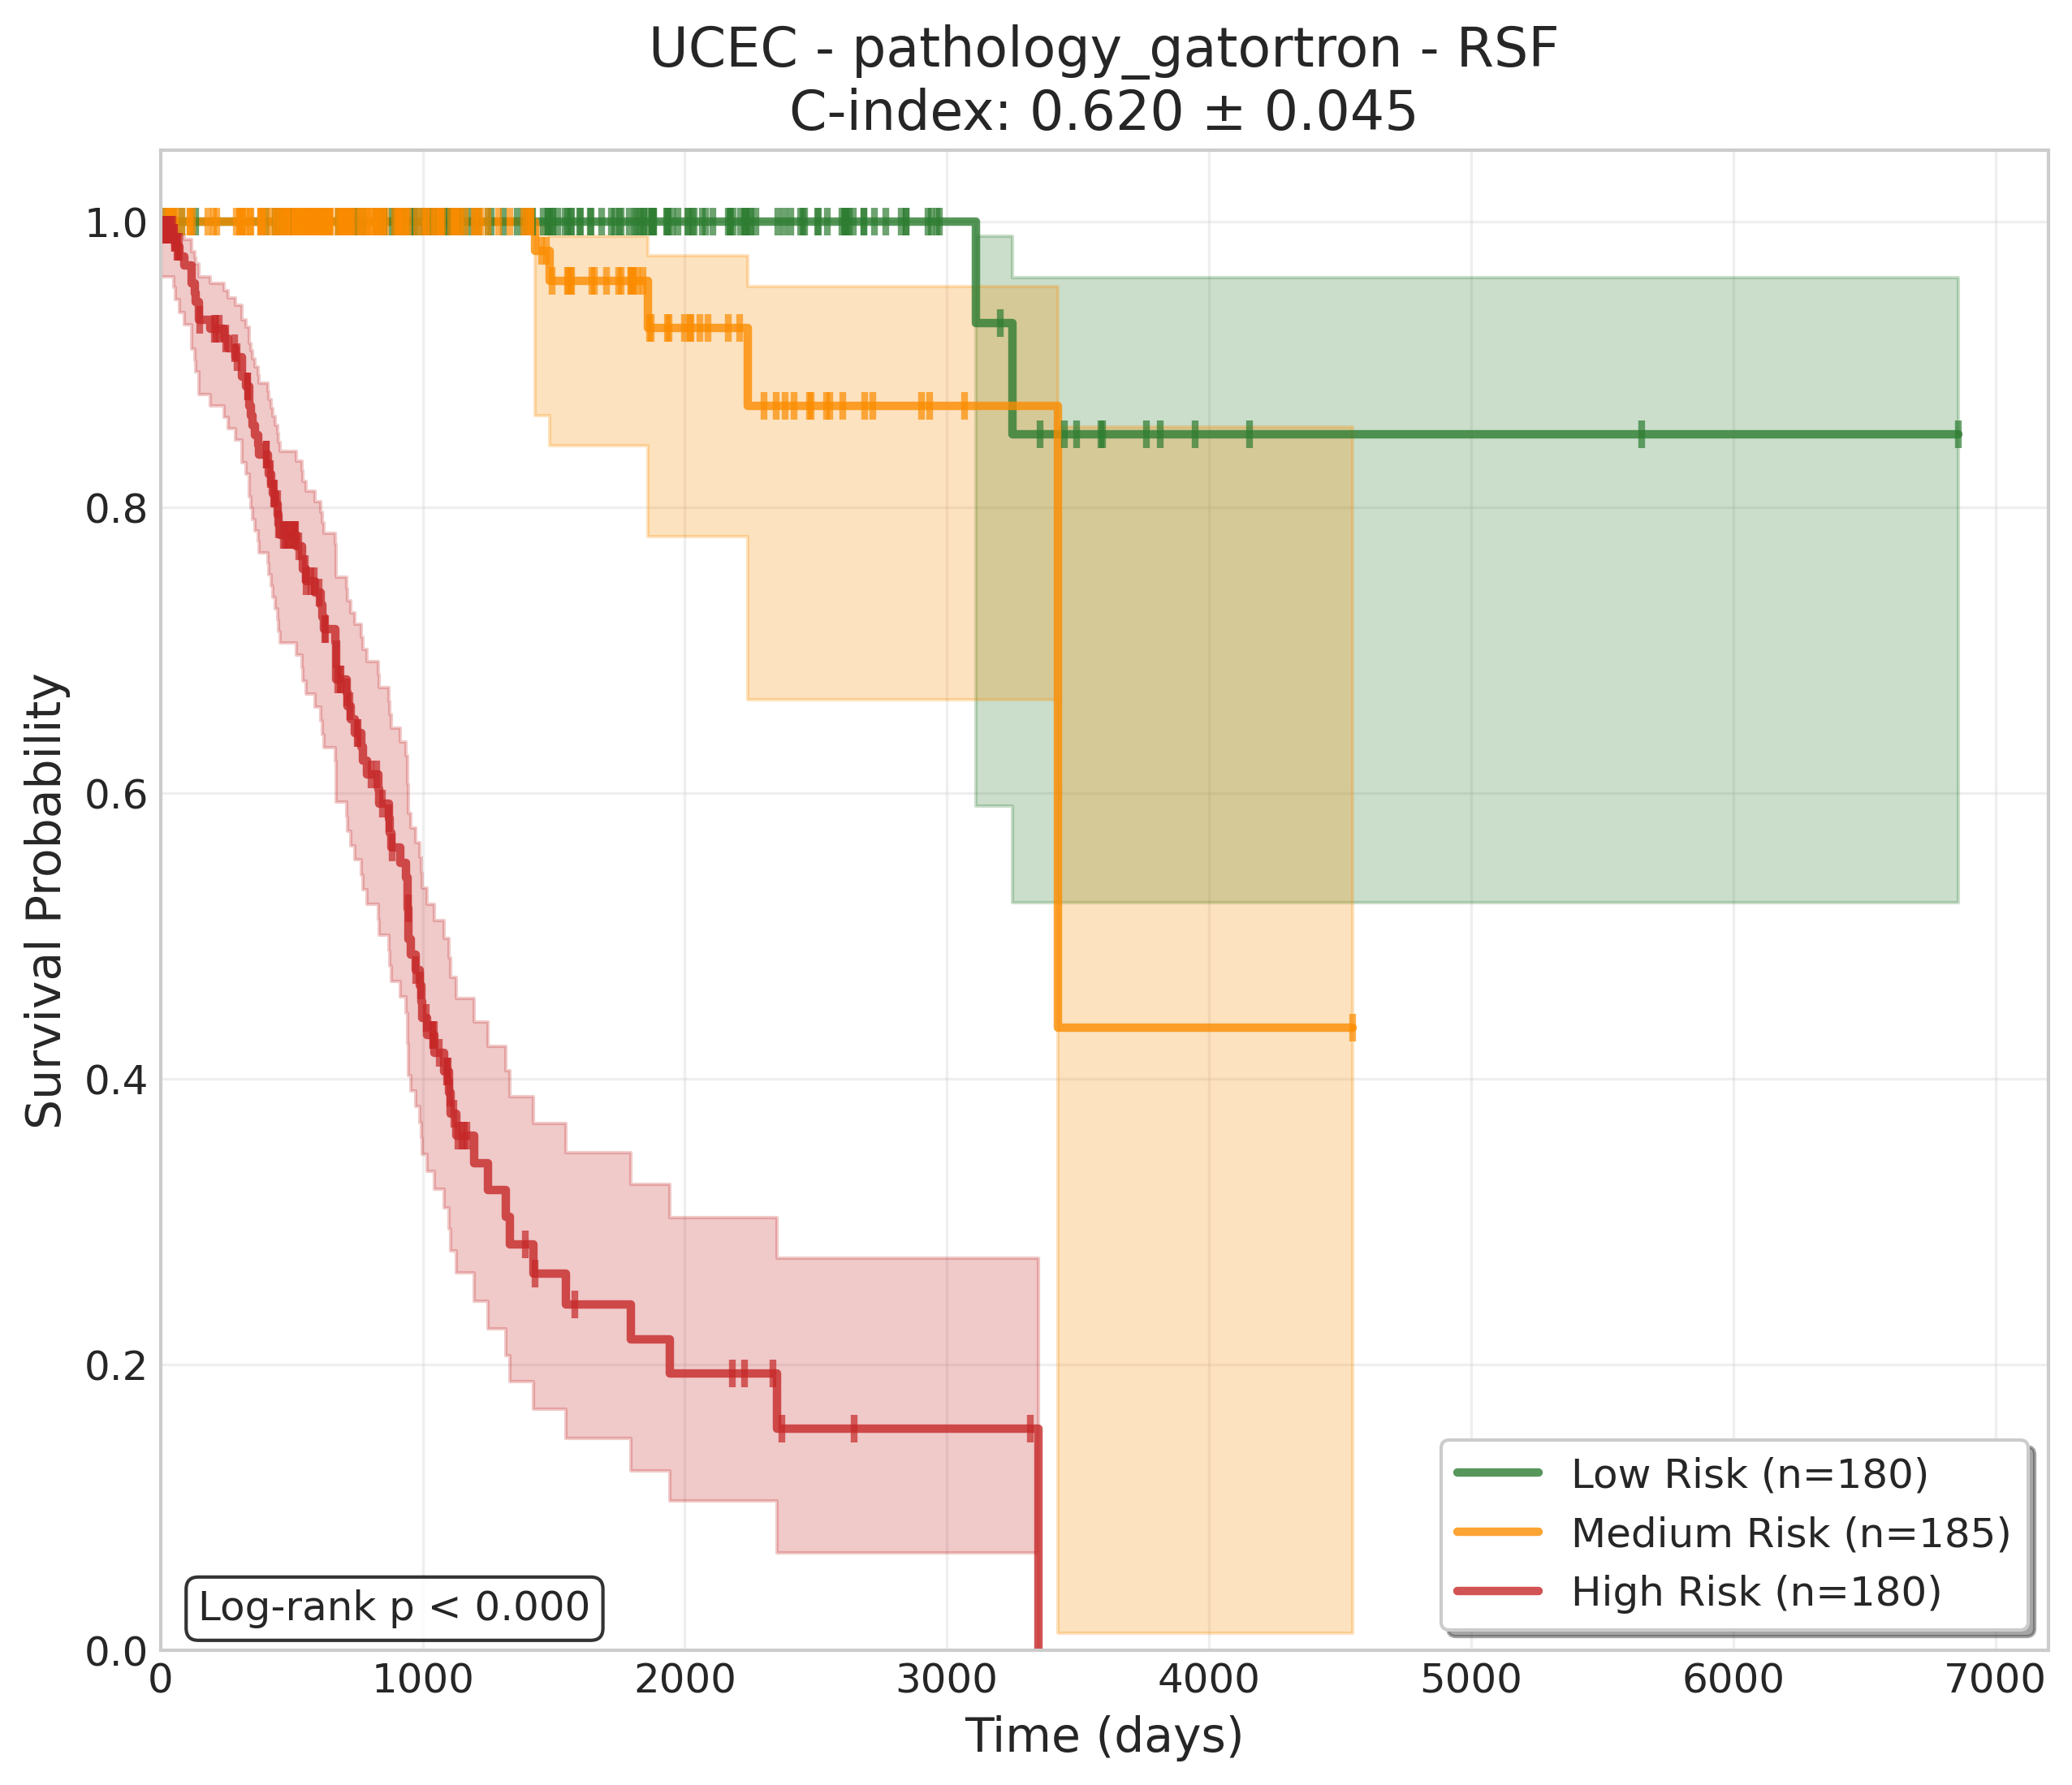 UCEC - pathology_gatortron - RSF
C-index: 0.620 ± 0.045
Survival Probability
1.0
0.8
0.6
0.4
0.2
0.0
0 1000 2000 3000 4000 5000 6000 7000
Time (days)
Log-rank p < 0.000
Low Risk (n=180)
Medium Risk (n=185)
High Risk (n=180)